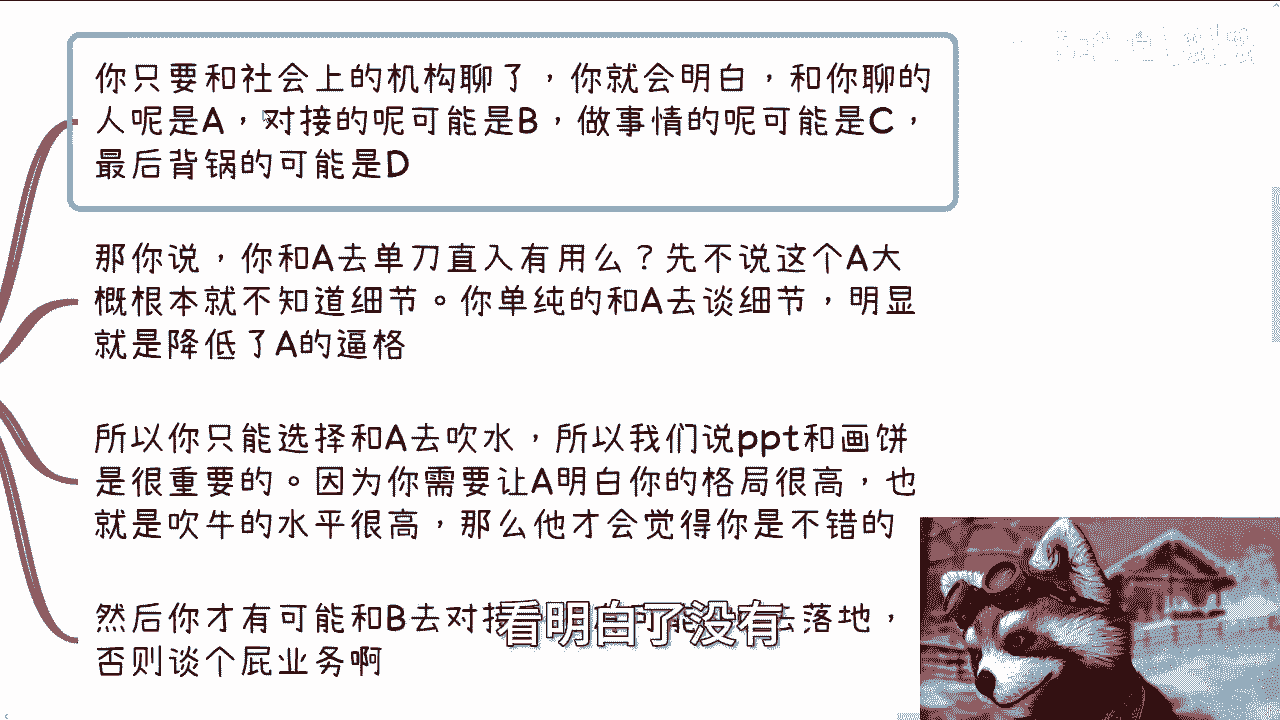 你只要和社会上的机构聊了，你就会明白，和你聊的
人呢是A，对接的呢可能是B，做事情的呢可能是C，
最后背锅的可能是D
那你说，你和A去单刀直入有用么？先不说这个A大
概根本就不知道细节。你单纯的和A去谈细节，明显
就是降低了A的逼格
所以你只能选择和A去吹水，所以我们说ppt和画饼
是很重要的。因为你需要让A明白你的格局很高，也
就是吹牛的水平很高，那么他才会觉得你是不错的
然后你才有可能和B去对接 去落地，
看明白了没有
否则谈个屁业务啊